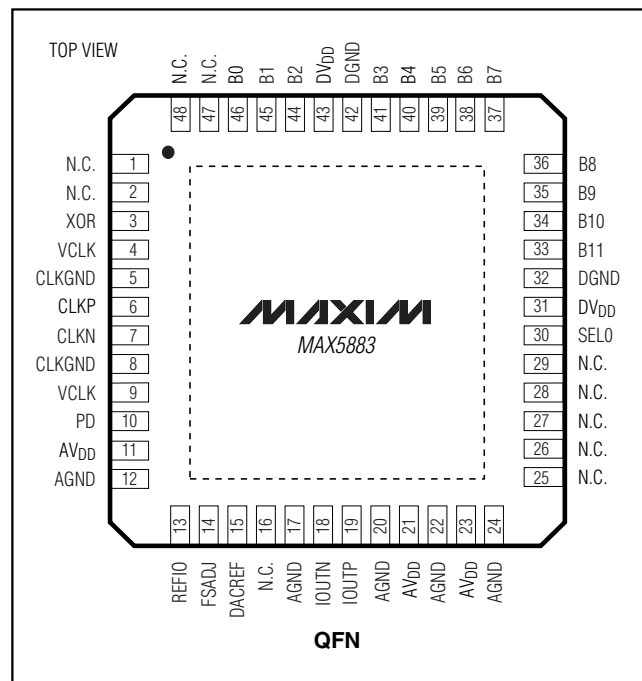 TOP VIEW
N.C. N.C. B0 B1 B2 DVDD DGND B3 B4 B5 B6 B7
48 47 46 45 44 43 42 41 40 39 38 37
N.C. 1
N.C. 2
XOR 3
VCLK 4
CLKGND 5
CLKP 6
CLKN 7
CLKGND 8
VCLK 9
PD 10
AVDD 11
AGND 12
MAXIM
MAX5883
36 B8
35 B9
34 B10
33 B11
32 DGND
31 DVDD
30 SEL0
29 N.C.
28 N.C.
27 N.C.
26 N.C.
25 N.C.
13 14 15 16 17 18 19 20 21 22 23 24
REFIO FSADJ DACREF N.C. AGND IOUTN IOUTP AGND AVDD AGND AVDD AGND
QFN